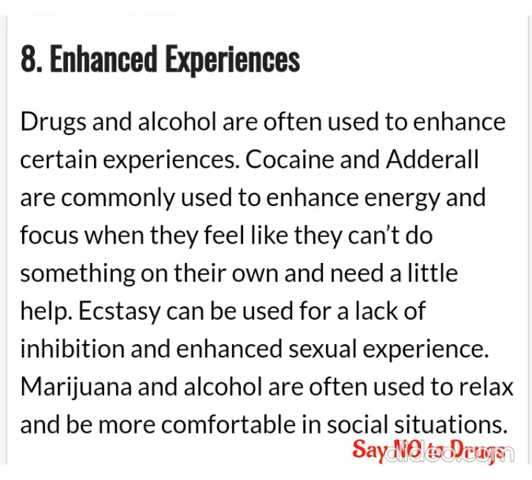 8. Enhanced Experiences
Drugs and alcohol are often used to enhance
certain experiences. Cocaine and Adderall
are commonly used to enhance energy and
focus when they feel like they can't do
something on their own and need a little
help. Ecstasy can be used for a lack of
inhibition and enhanced sexual experience.
Marijuana and alcohol are often used to relax
and be more comfortable in social situations.
Say NO to Drugs